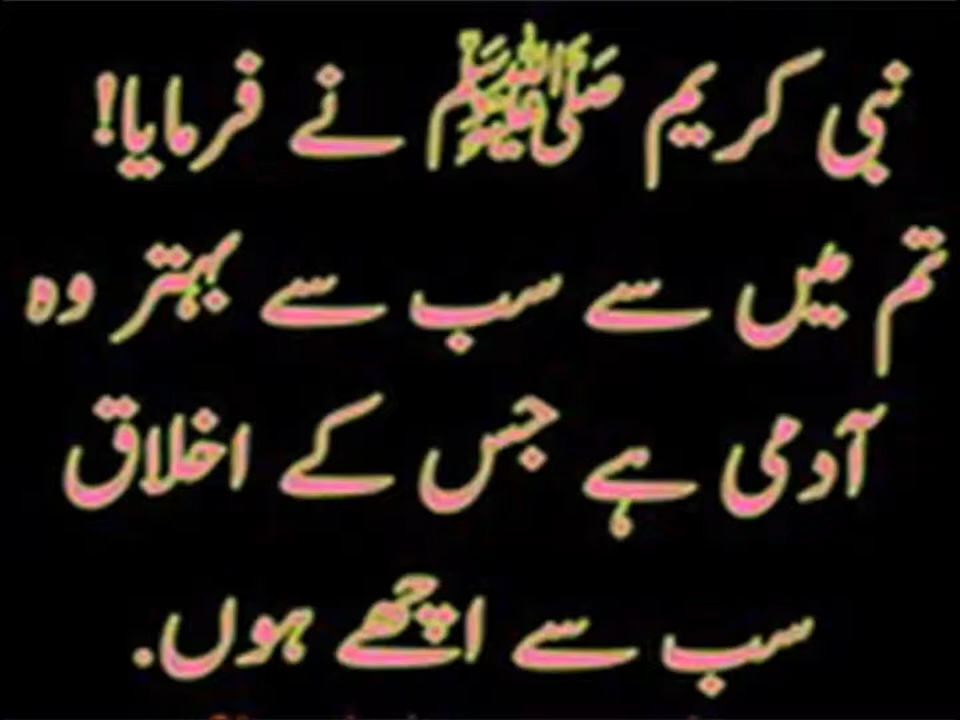 نبی کریم ﷺ نے فرمایا!
تم میں سے سب سے بہتر وہ
آدمی ہے جس کے اخلاق
سب سے اچھے ہوں.